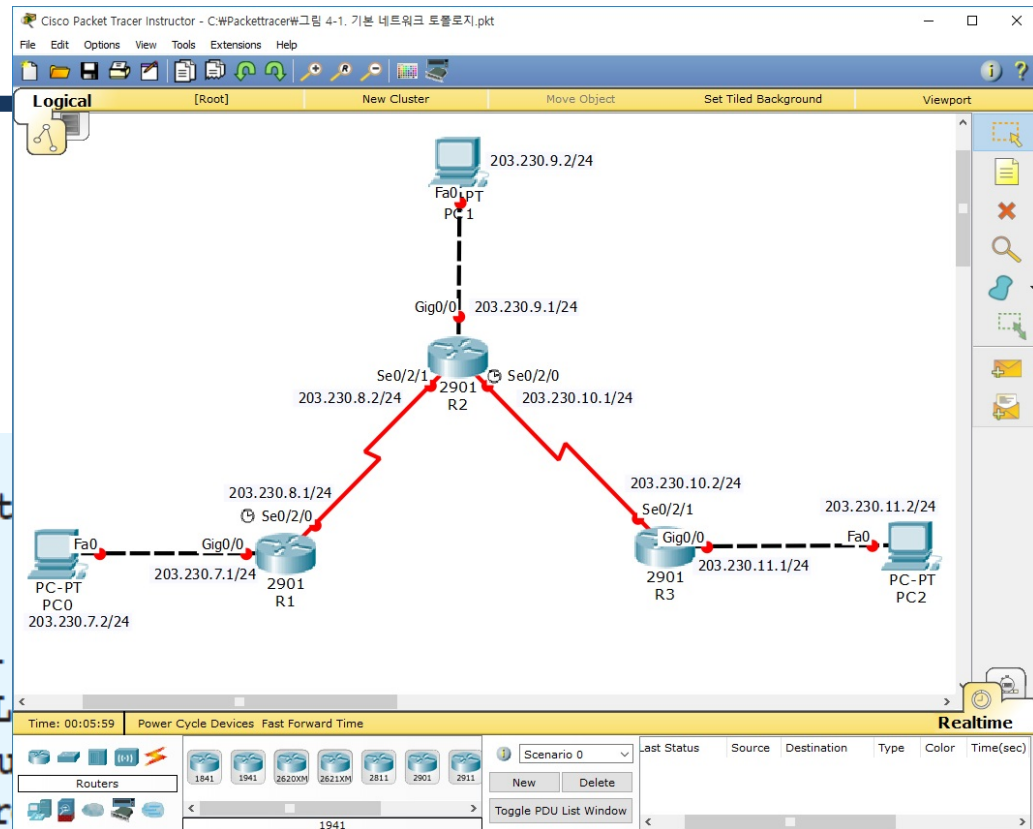 Cisco Packet Tracer Instructor - C:₩Packettracer₩그림 4-1. 기본 네트워크 토폴로지.pkt
File Edit Options View Tools Extensions Help
Logical [Root] New Cluster Move Object Set Tiled Background Viewport
203.230.9.2/24
Fa0
PC1
Gig0/0 203.230.9.1/24
Se0/2/1 Se0/2/0
2901
203.230.8.2/24 203.230.10.1/24
R2
203.230.8.1/24
203.230.10.2/24
Se0/2/0
Se0/2/1
203.230.11.2/24
Fa0 Gig0/0
Gig0/0 Fa0
203.230.7.1/24
203.230.11.1/24
2901
R1
PC-PT
PC0
203.230.7.2/24
2901
R3
PC-PT
PC2
Time: 00:05:59 Power Cycle Devices Fast Forward Time Realtime
Routers
1841 1941 2620XM 2621XM 2811 2901 2911
1941
Scenario 0
New Delete
Toggle PDU List Window
Last Status Source Destination Type Color Time(sec)